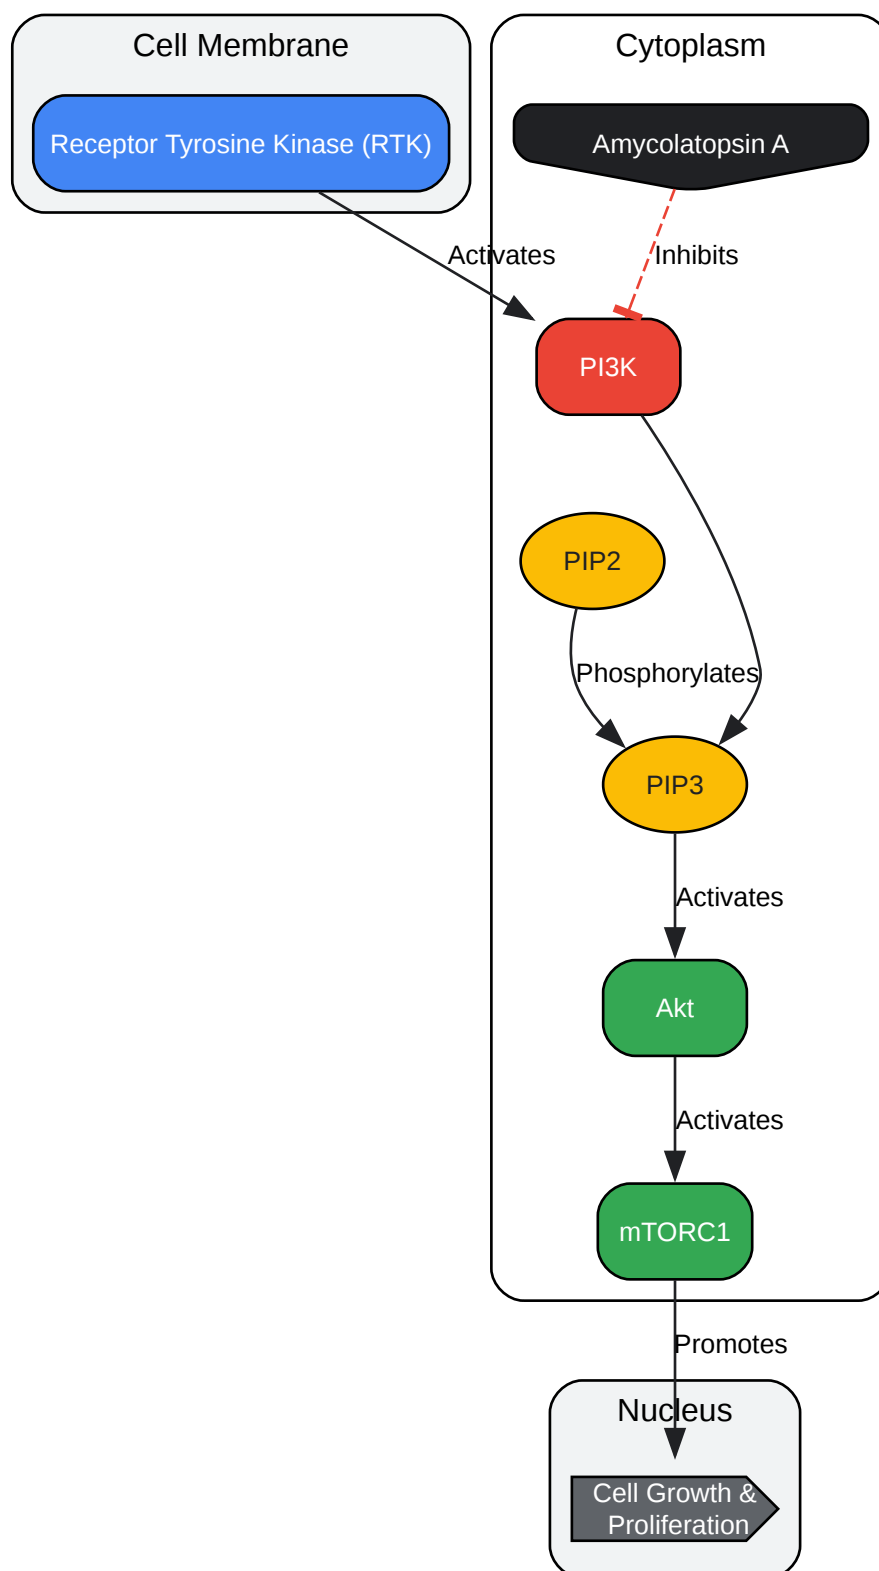 Cell Membrane
Cytoplasm
Receptor Tyrosine Kinase (RTK)
Amycolatopsin A
Activates
Inhibits
PI3K
PIP2
Phosphorylates
PIP3
Activates
Akt
Activates
mTORC1
Promotes
Nucleus
Cell Growth &
Proliferation